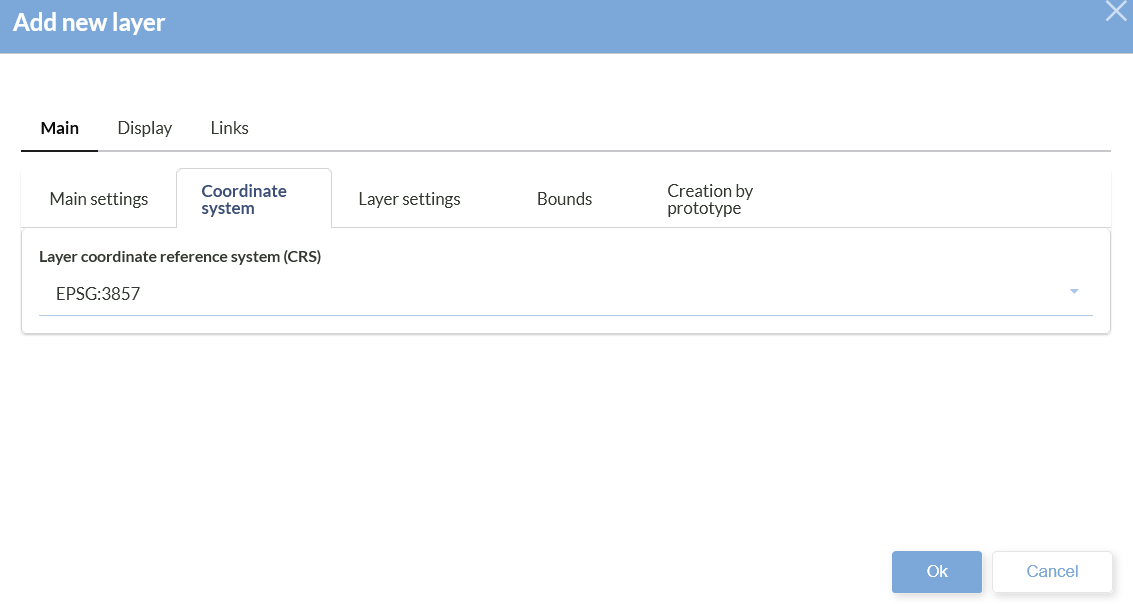 Add new layer
Main Display Links
Main settings Coordinate system Layer settings Bounds Creation by prototype
Layer coordinate reference system (CRS)
EPSG:3857
Ok Cancel